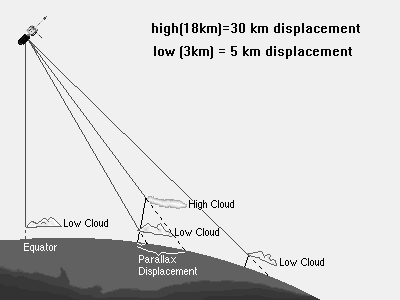 high(18km)=30 km displacement
low (3km) = 5 km displacement
High Cloud
Low Cloud
Low Cloud
Equator
Parallax
Displacement
Low Cloud